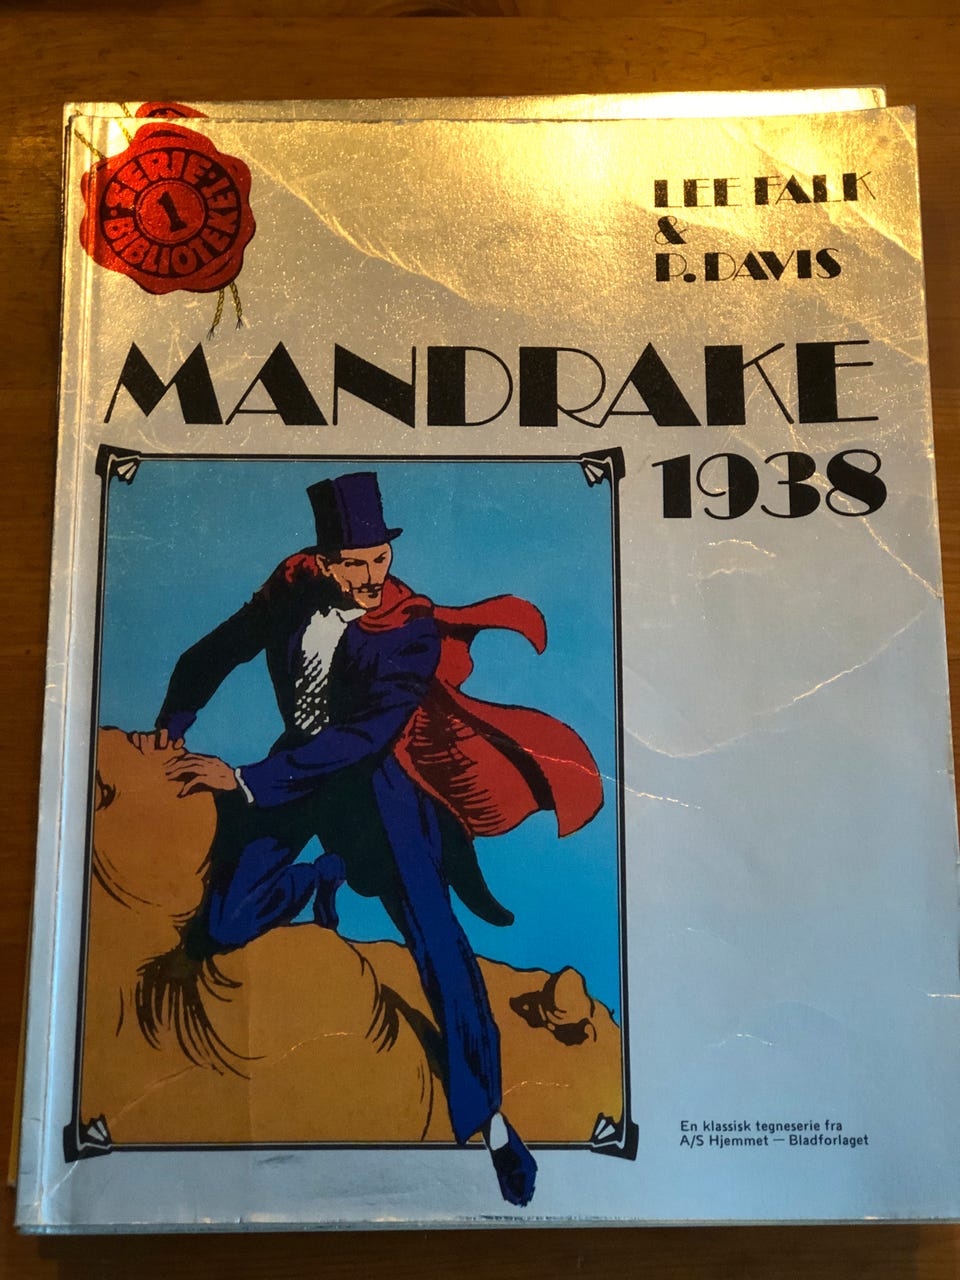 SERIE
1
BIBLIOTEKET
LEE FALK
&
P. DAVIS
MANDRAKE
1938
En klassisk tegneserie fra
A/S Hjemmet — Bladforlaget